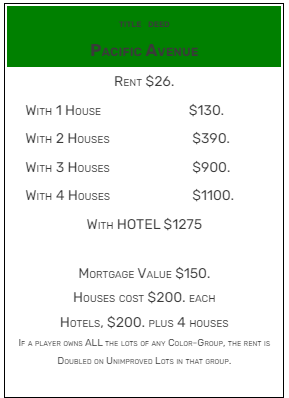 TITLE DEED
PACIFIC AVENUE
RENT $26.
WITH 1 HOUSE $130.
WITH 2 HOUSES $390.
WITH 3 HOUSES $900.
WITH 4 HOUSES $1100.
WITH HOTEL $1275
MORTGAGE VALUE $150.
HOUSES COST $200. EACH
HOTELS, $200. PLUS 4 HOUSES
IF A PLAYER OWNS ALL THE LOTS OF ANY COLOR-GROUP, THE RENT IS
DOUBLED ON UNIMPROVED LOTS IN THAT GROUP.